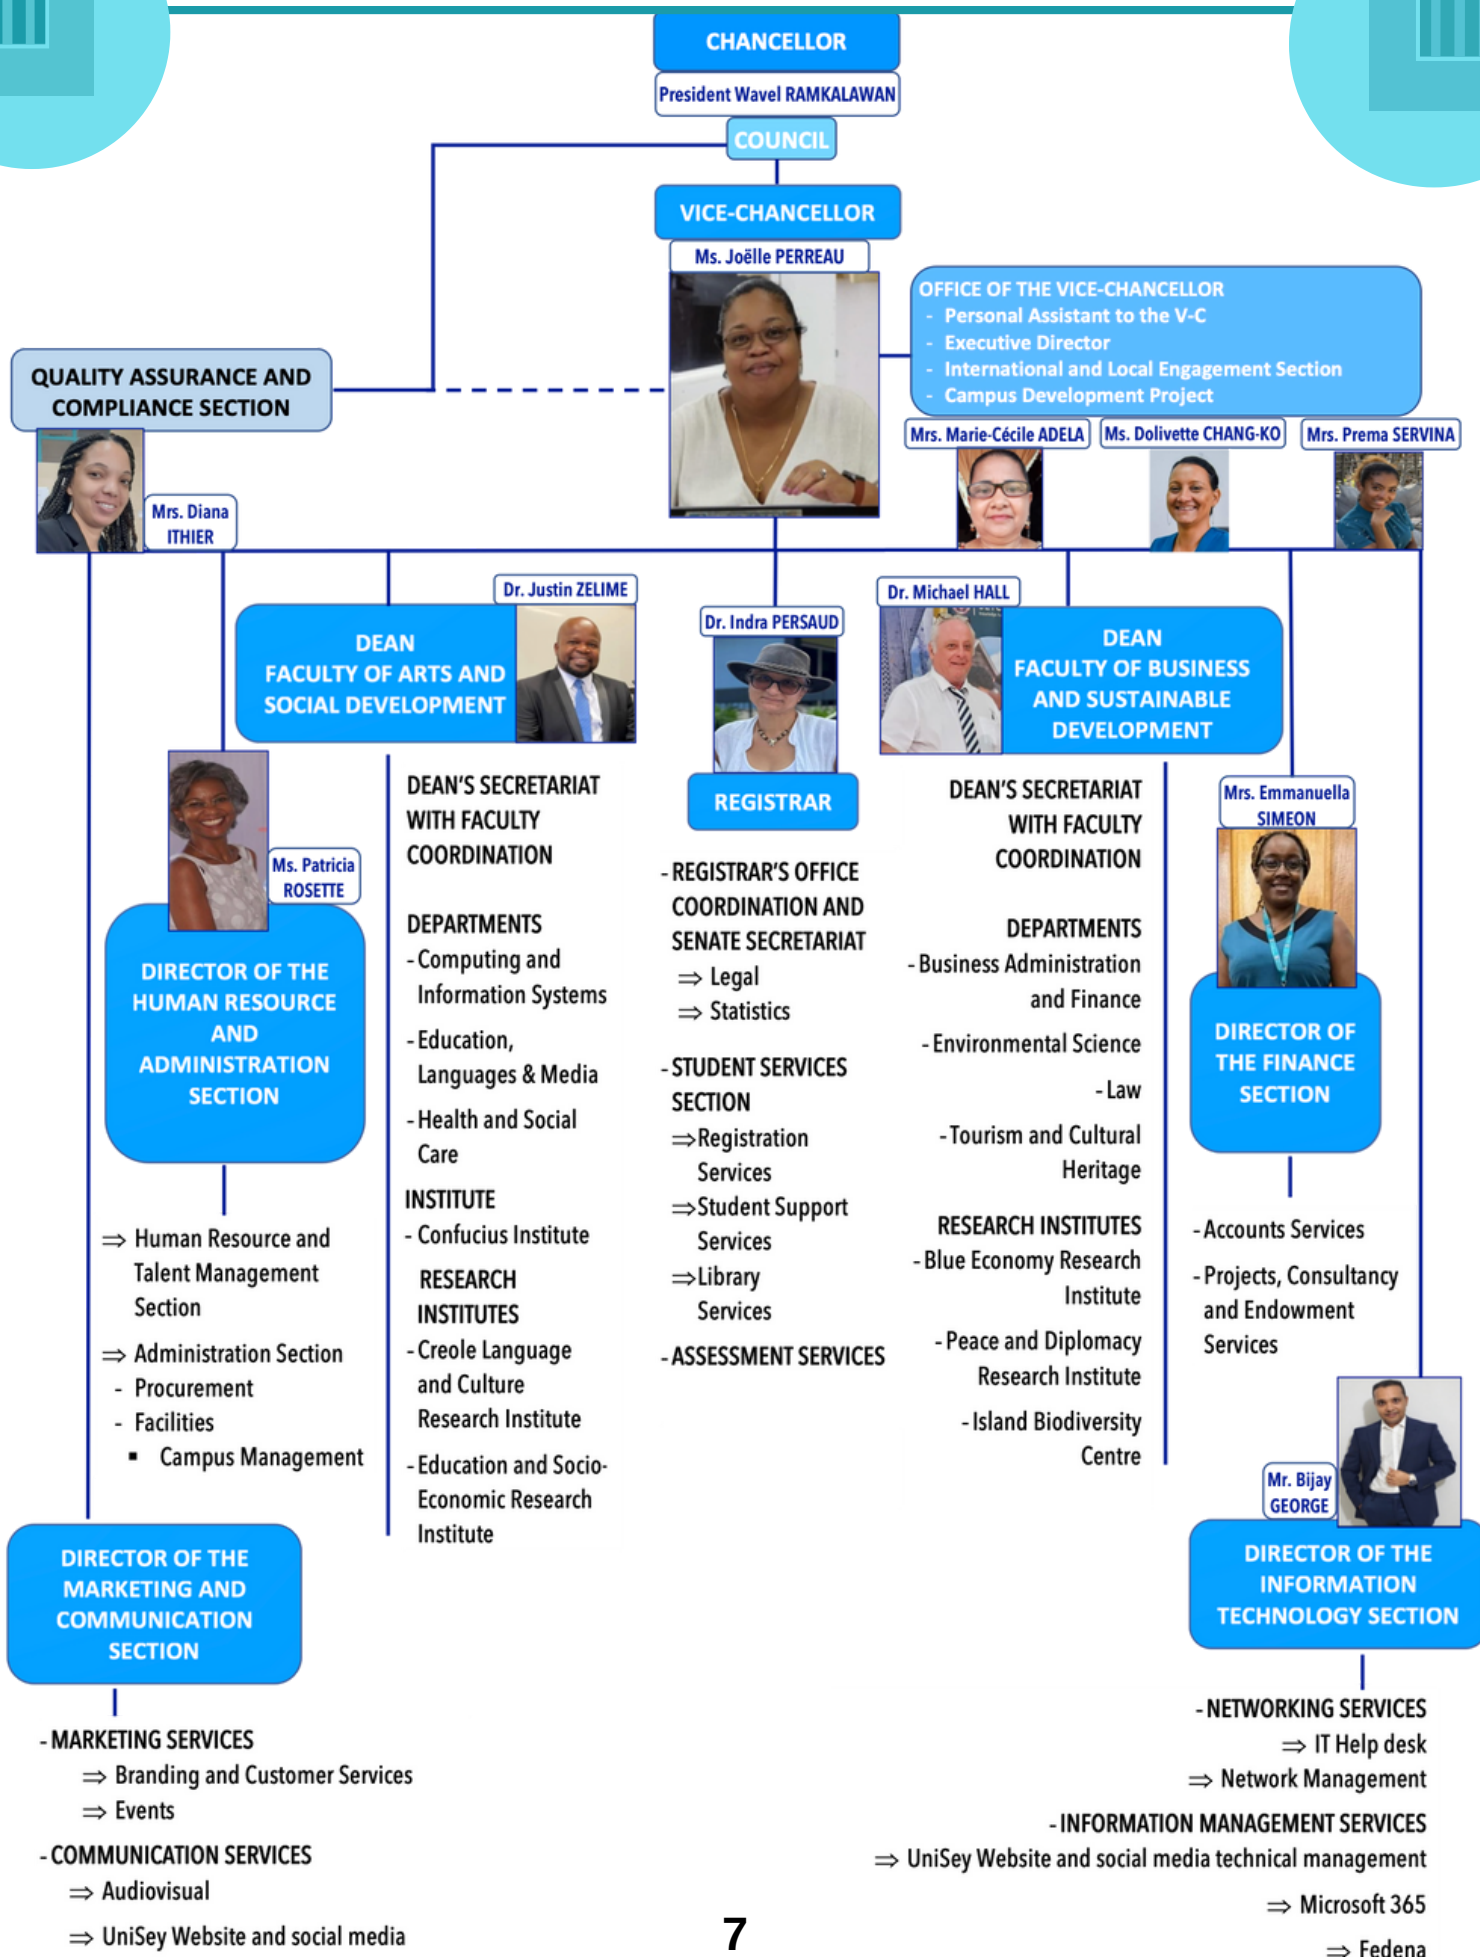 CHANCELLOR
President Wavel RAMKALAWAN
COUNCIL
VICE-CHANCELLOR
Ms. Joëlle PERREAU
OFFICE OF THE VICE-CHANCELLOR
- Personal Assistant to the V-C
- Executive Director
- International and Local Engagement Section
- Campus Development Project
Mrs. Marie-Cécile ADELA
Ms. Dolivette CHANG-KO
Mrs. Prema SERVINA
QUALITY ASSURANCE AND
COMPLIANCE SECTION
Mrs. Diana
ITHIER
Dr. Justin ZELIME
DEAN
FACULTY OF ARTS AND
SOCIAL DEVELOPMENT
Dr. Indra PERSAUD
REGISTRAR
Dr. Michael HALL
DEAN
FACULTY OF BUSINESS
AND SUSTAINABLE
DEVELOPMENT
Ms. Patricia
ROSETTE
DIRECTOR OF THE
HUMAN RESOURCE
AND
ADMINISTRATION
SECTION
⇒ Human Resource and
Talent Management
Section
⇒ Administration Section
- Procurement
- Facilities
▪ Campus Management
DEAN'S SECRETARIAT
WITH FACULTY
COORDINATION
DEPARTMENTS
- Computing and
Information Systems
- Education,
Languages & Media
- Health and Social
Care
INSTITUTE
- Confucius Institute
RESEARCH
INSTITUTES
- Creole Language
and Culture
Research Institute
- Education and Socio-
Economic Research
Institute
- REGISTRAR'S OFFICE
COORDINATION AND
SENATE SECRETARIAT
⇒ Legal
⇒ Statistics
- STUDENT SERVICES
SECTION
⇒ Registration
Services
⇒ Student Support
Services
⇒ Library
Services
- ASSESSMENT SERVICES
DEAN'S SECRETARIAT
WITH FACULTY
COORDINATION
DEPARTMENTS
- Business Administration
and Finance
- Environmental Science
- Law
- Tourism and Cultural
Heritage
RESEARCH INSTITUTES
- Blue Economy Research
Institute
- Peace and Diplomacy
Research Institute
- Island Biodiversity
Centre
Mrs. Emmanuella
SIMEON
DIRECTOR OF
THE FINANCE
SECTION
- Accounts Services
- Projects, Consultancy
and Endowment
Services
Mr. Bijay
GEORGE
DIRECTOR OF THE
INFORMATION
TECHNOLOGY SECTION
- NETWORKING SERVICES
⇒ IT Help desk
⇒ Network Management
- INFORMATION MANAGEMENT SERVICES
⇒ UniSey Website and social media technical management
⇒ Microsoft 365
⇒ Fedena
DIRECTOR OF THE
MARKETING AND
COMMUNICATION
SECTION
- MARKETING SERVICES
⇒ Branding and Customer Services
⇒ Events
- COMMUNICATION SERVICES
⇒ Audiovisual
⇒ UniSey Website and social media
7